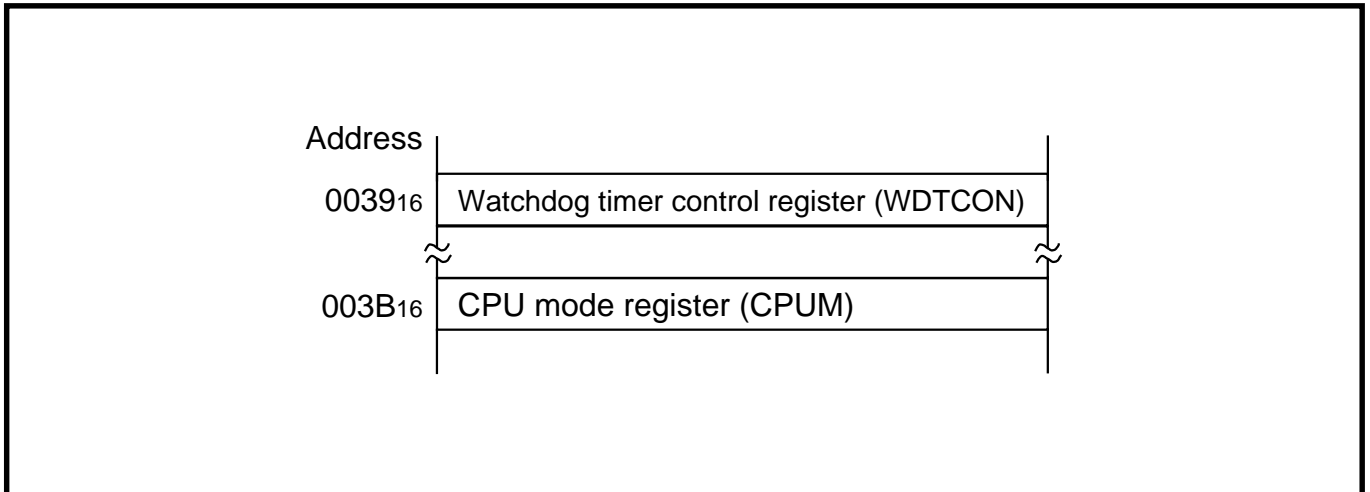 Address
0039₁₆ Watchdog timer control register (WDTCON)
003B₁₆ CPU mode register (CPUM)